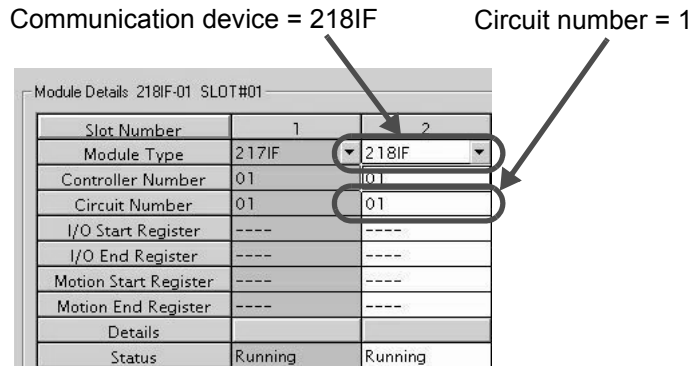 Communication device = 218IF Circuit number = 1
Module Details 218IF-01 SLOT#01
Slot Number 1 2
Module Type 217IF 218IF
Controller Number 01 01
Circuit Number 01 01
I/O Start Register ---- ----
I/O End Register ---- ----
Motion Start Register ---- ----
Motion End Register ---- ----
Details
Status Running Running